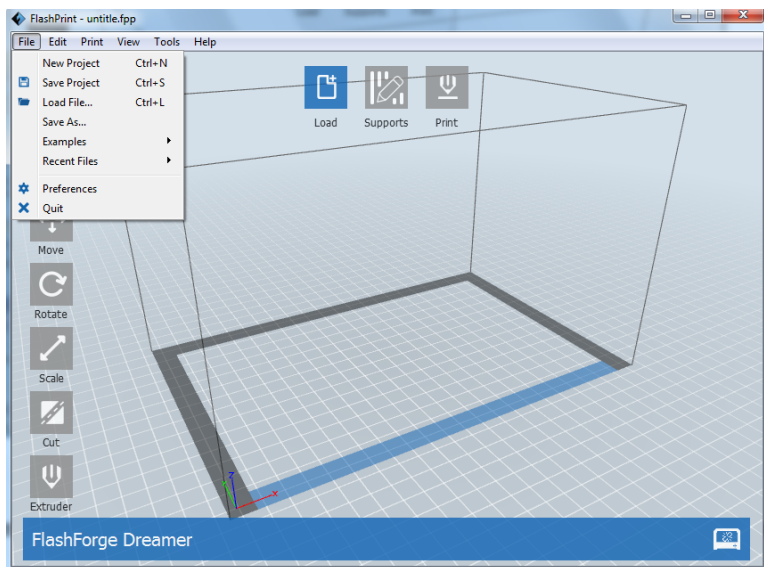 FlashPrint - untitle.fpp
File Edit Print View Tools Help
New Project Ctrl+N
Save Project Ctrl+S
Load File... Ctrl+L
Save As...
Examples
Recent Files
Preferences
Quit
Load Supports Print
Move
Rotate
Scale
Cut
Extruder
z
x
FlashForge Dreamer